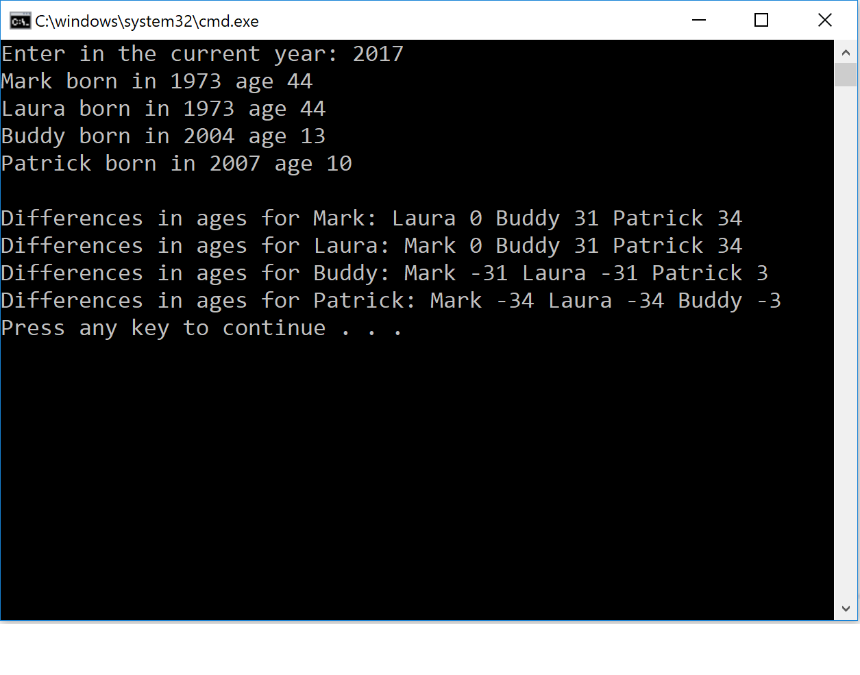 C:\windows\system32\cmd.exe
Enter in the current year: 2017
Mark born in 1973 age 44
Laura born in 1973 age 44
Buddy born in 2004 age 13
Patrick born in 2007 age 10
Differences in ages for Mark: Laura 0 Buddy 31 Patrick 34
Differences in ages for Laura: Mark 0 Buddy 31 Patrick 34
Differences in ages for Buddy: Mark -31 Laura -31 Patrick 3
Differences in ages for Patrick: Mark -34 Laura -34 Buddy -3
Press any key to continue . . .